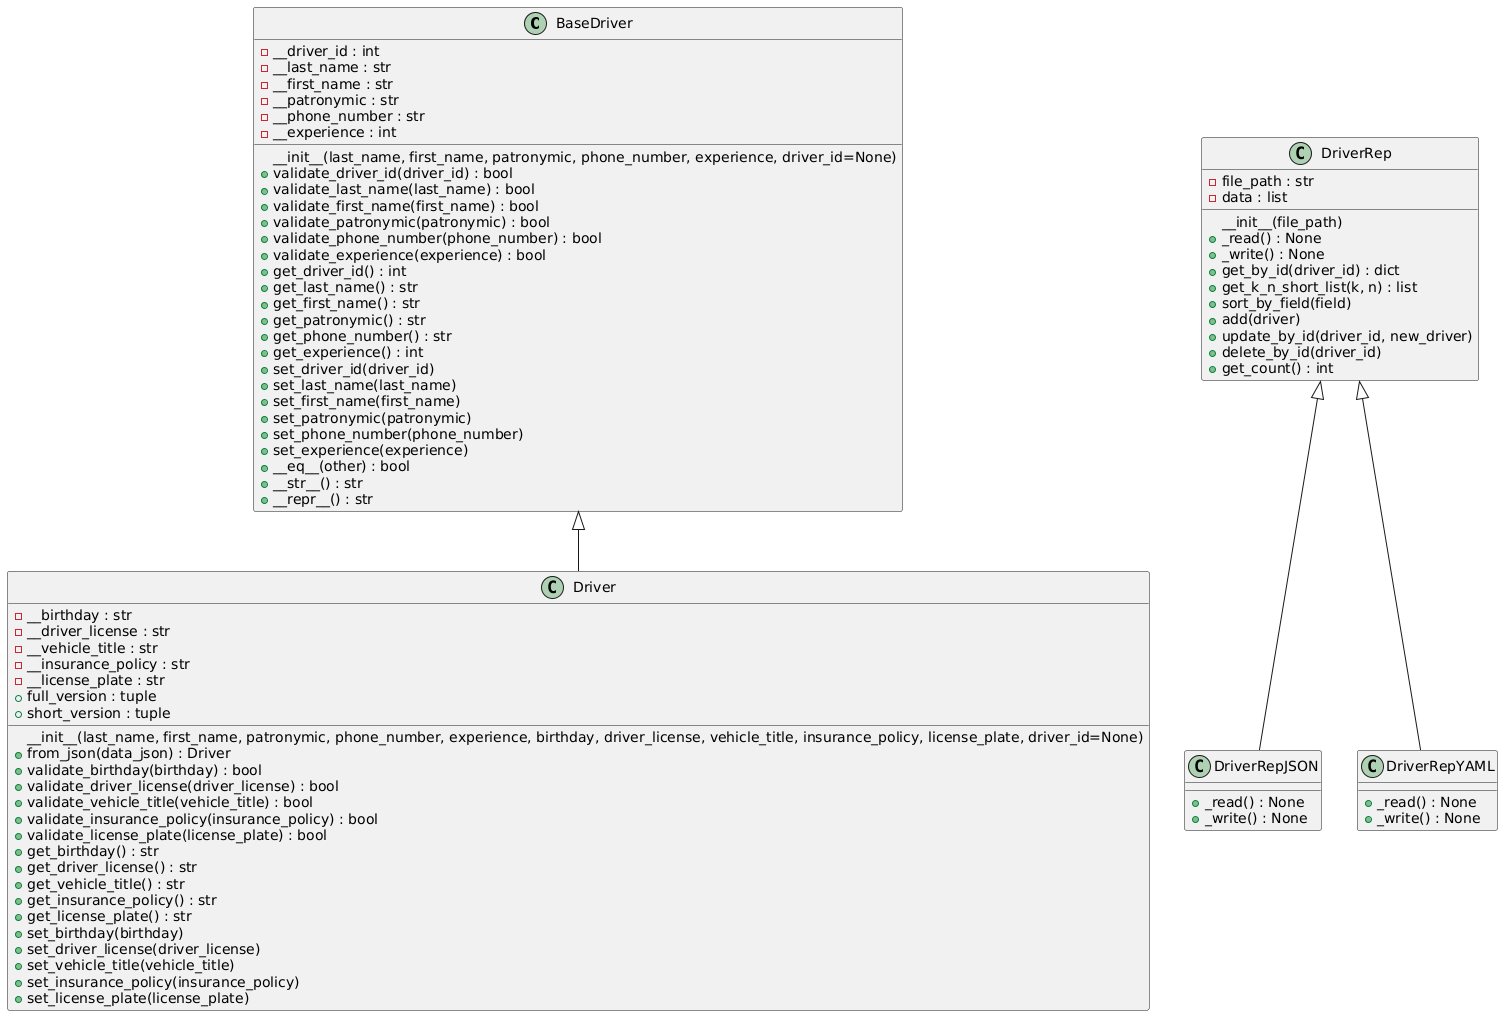 BaseDriver
__driver_id : int
__last_name : str
__first_name : str
__patronymic : str
__phone_number : str
__experience : int
__init__(last_name, first_name, patronymic, phone_number, experience, driver_id=None)
validate_driver_id(driver_id) : bool
validate_last_name(last_name) : bool
validate_first_name(first_name) : bool
validate_patronymic(patronymic) : bool
validate_phone_number(phone_number) : bool
validate_experience(experience) : bool
get_driver_id() : int
get_last_name() : str
get_first_name() : str
get_patronymic() : str
get_phone_number() : str
get_experience() : int
set_driver_id(driver_id)
set_last_name(last_name)
set_first_name(first_name)
set_patronymic(patronymic)
set_phone_number(phone_number)
set_experience(experience)
__eq__(other) : bool
__str__() : str
__repr__() : str
DriverRep
file_path : str
data : list
__init__(file_path)
_read() : None
_write() : None
get_by_id(driver_id) : dict
get_k_n_short_list(k, n) : list
sort_by_field(field)
add(driver)
update_by_id(driver_id, new_driver)
delete_by_id(driver_id)
get_count() : int
Driver
__birthday : str
__driver_license : str
__vehicle_title : str
__insurance_policy : str
__license_plate : str
full_version : tuple
short_version : tuple
__init__(last_name, first_name, patronymic, phone_number, experience, birthday, driver_license, vehicle_title, insurance_policy, license_plate, driver_id=None)
from_json(data_json) : Driver
validate_birthday(birthday) : bool
validate_driver_license(driver_license) : bool
validate_vehicle_title(vehicle_title) : bool
validate_insurance_policy(insurance_policy) : bool
validate_license_plate(license_plate) : bool
get_birthday() : str
get_driver_license() : str
get_vehicle_title() : str
get_insurance_policy() : str
get_license_plate() : str
set_birthday(birthday)
set_driver_license(driver_license)
set_vehicle_title(vehicle_title)
set_insurance_policy(insurance_policy)
set_license_plate(license_plate)
DriverRepJSON
_read() : None
_write() : None
DriverRepYAML
_read() : None
_write() : None